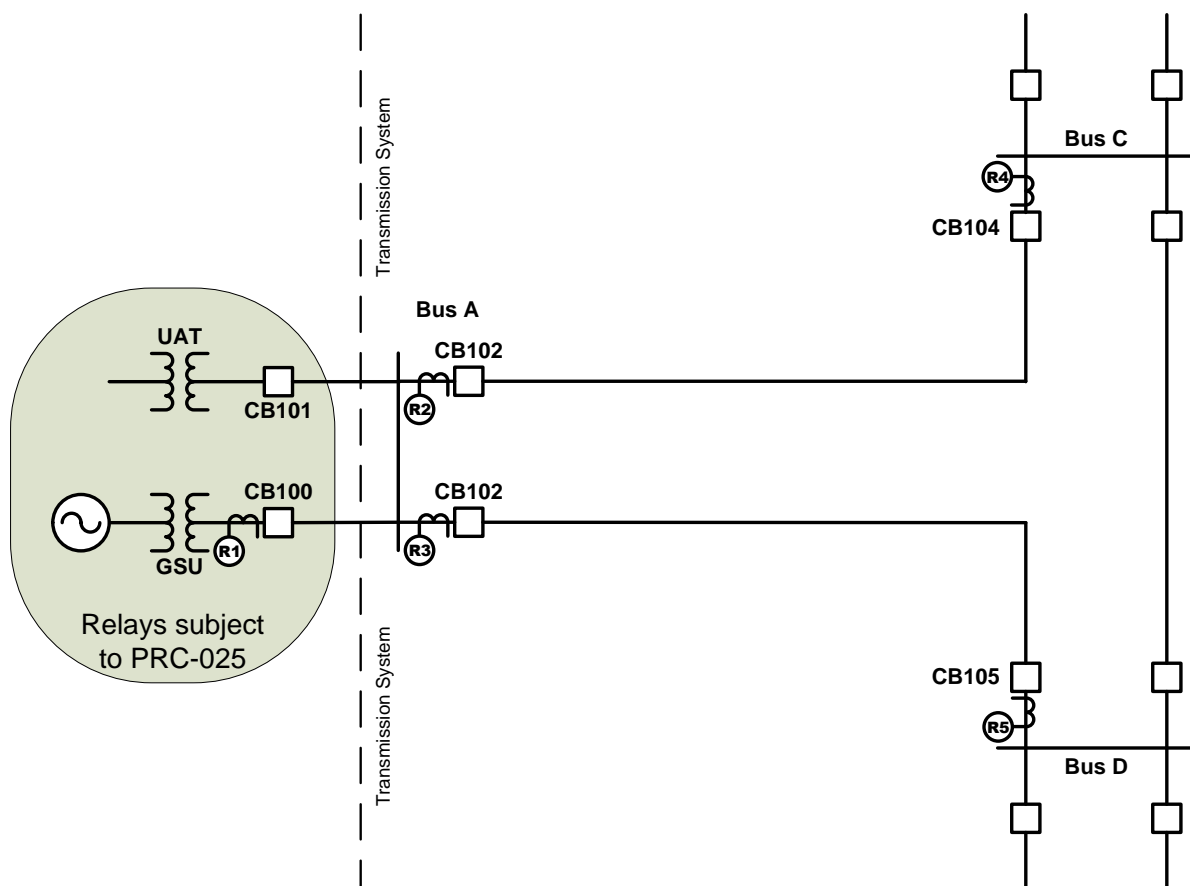 Transmission System
Bus C
R4
CB104
Bus A
UAT
CB102
CB101
R2
CB100
CB102
R1
R3
GSU
Relays subject
to PRC-025
Transmission System
CB105
R5
Bus D